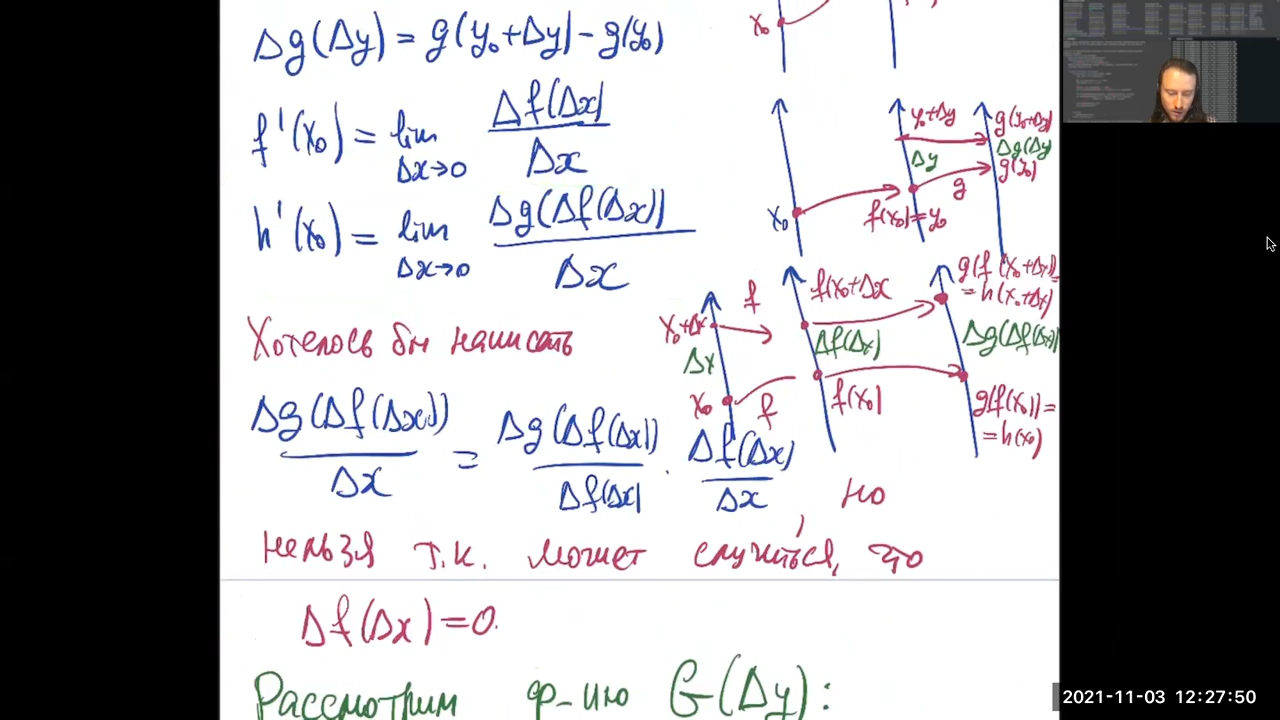 Δg(Δy) = g(y₀+Δy) - g(y₀)
f'(x₀) = lim Δx→0 Δf(Δx) / Δx
h'(x₀) = lim Δx→0 Δg(Δf(Δx)) / Δx
Хотелось бы написать
Δg(Δf(Δx)) / Δx = Δg(Δf(Δx)) / Δf(Δx) · Δf(Δx) / Δx , но
нельзя т.к. может случиться, что
Δf(Δx)=0.
Рассмотрим ф-ию G(Δy):
x₀
y₀+Δy
g(y₀+Δy)
Δy
Δg(Δy)
g(y₀)
g
x₀
f(x₀)=y₀
f
f(x₀+Δx
g(f(x₀+Δx))=
=h(x₀+Δx)
x₀+Δx
Δx
Δf(Δx)
Δg(Δf(Δx))
x₀
f
f(x₀)
g(f(x₀))=
=h(x₀)
2021-11-03 12:27:50